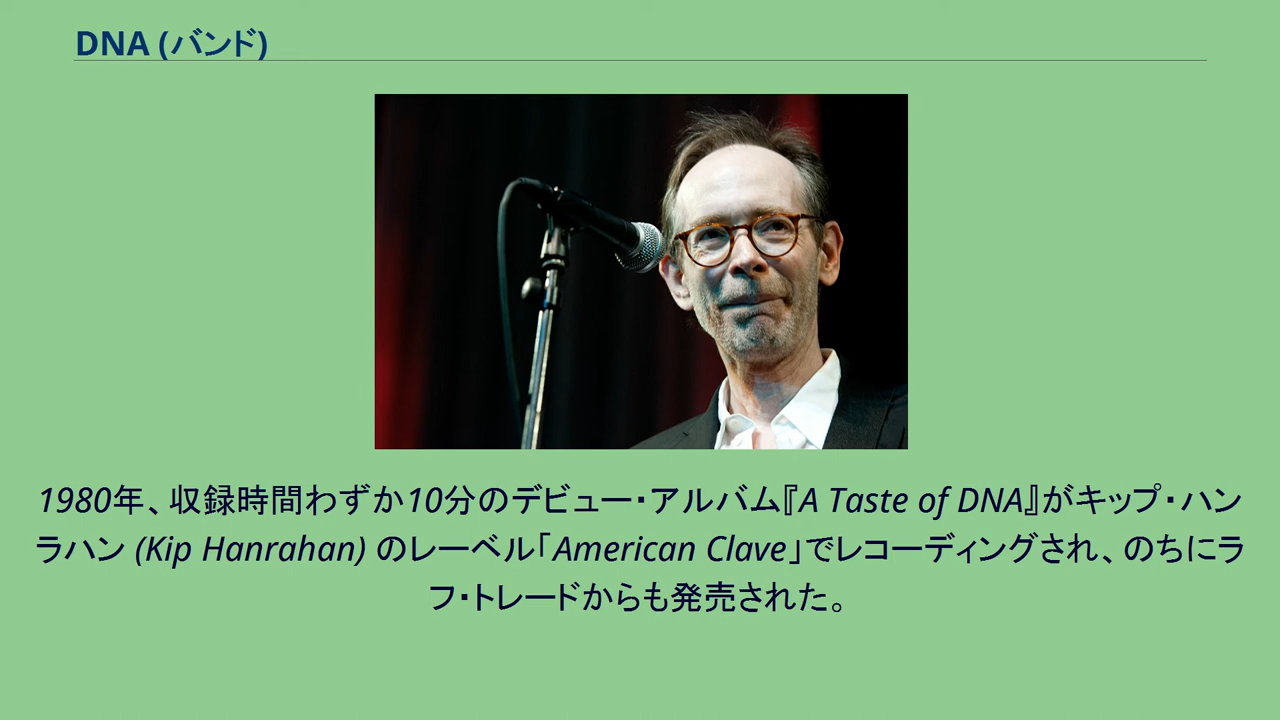 DNA (バンド)
1980年、収録時間わずか10分のデビュー・アルバム『A Taste of DNA』がキップ・ハン
ラハン (Kip Hanrahan) のレーベル「American Clave」でレコーディングされ、のちにラ
フ・トレードからも発売された。